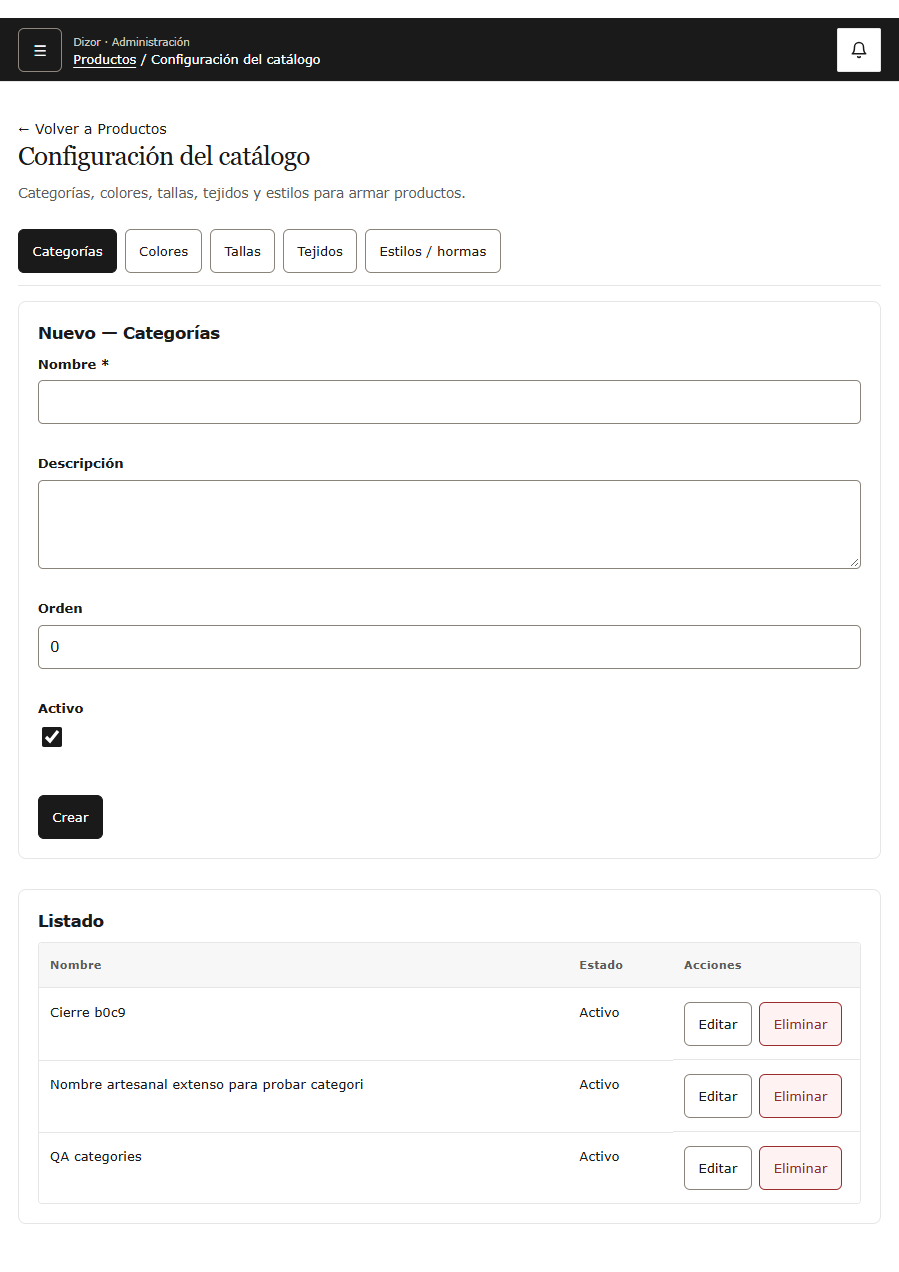 ☰
Dizor · Administración
Productos / Configuración del catálogo
← Volver a Productos
Configuración del catálogo
Categorías, colores, tallas, tejidos y estilos para armar productos.
Categorías Colores Tallas Tejidos Estilos / hormas
Nuevo — Categorías
Nombre *
Descripción
Orden
0
Activo
Crear
Listado
Nombre Estado Acciones
Cierre b0c9 Activo Editar Eliminar
Nombre artesanal extenso para probar categori Activo Editar Eliminar
QA categories Activo Editar Eliminar